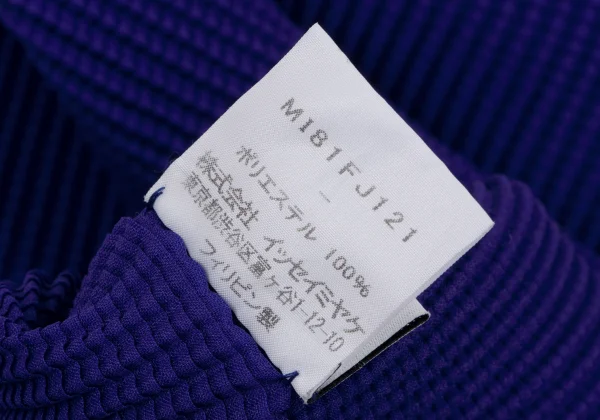 MI81FJ121
–
ポリエステル 100%
株式会社 イッセイミヤケ
東京都渋谷区富ヶ谷1-12-10
フィリピン製